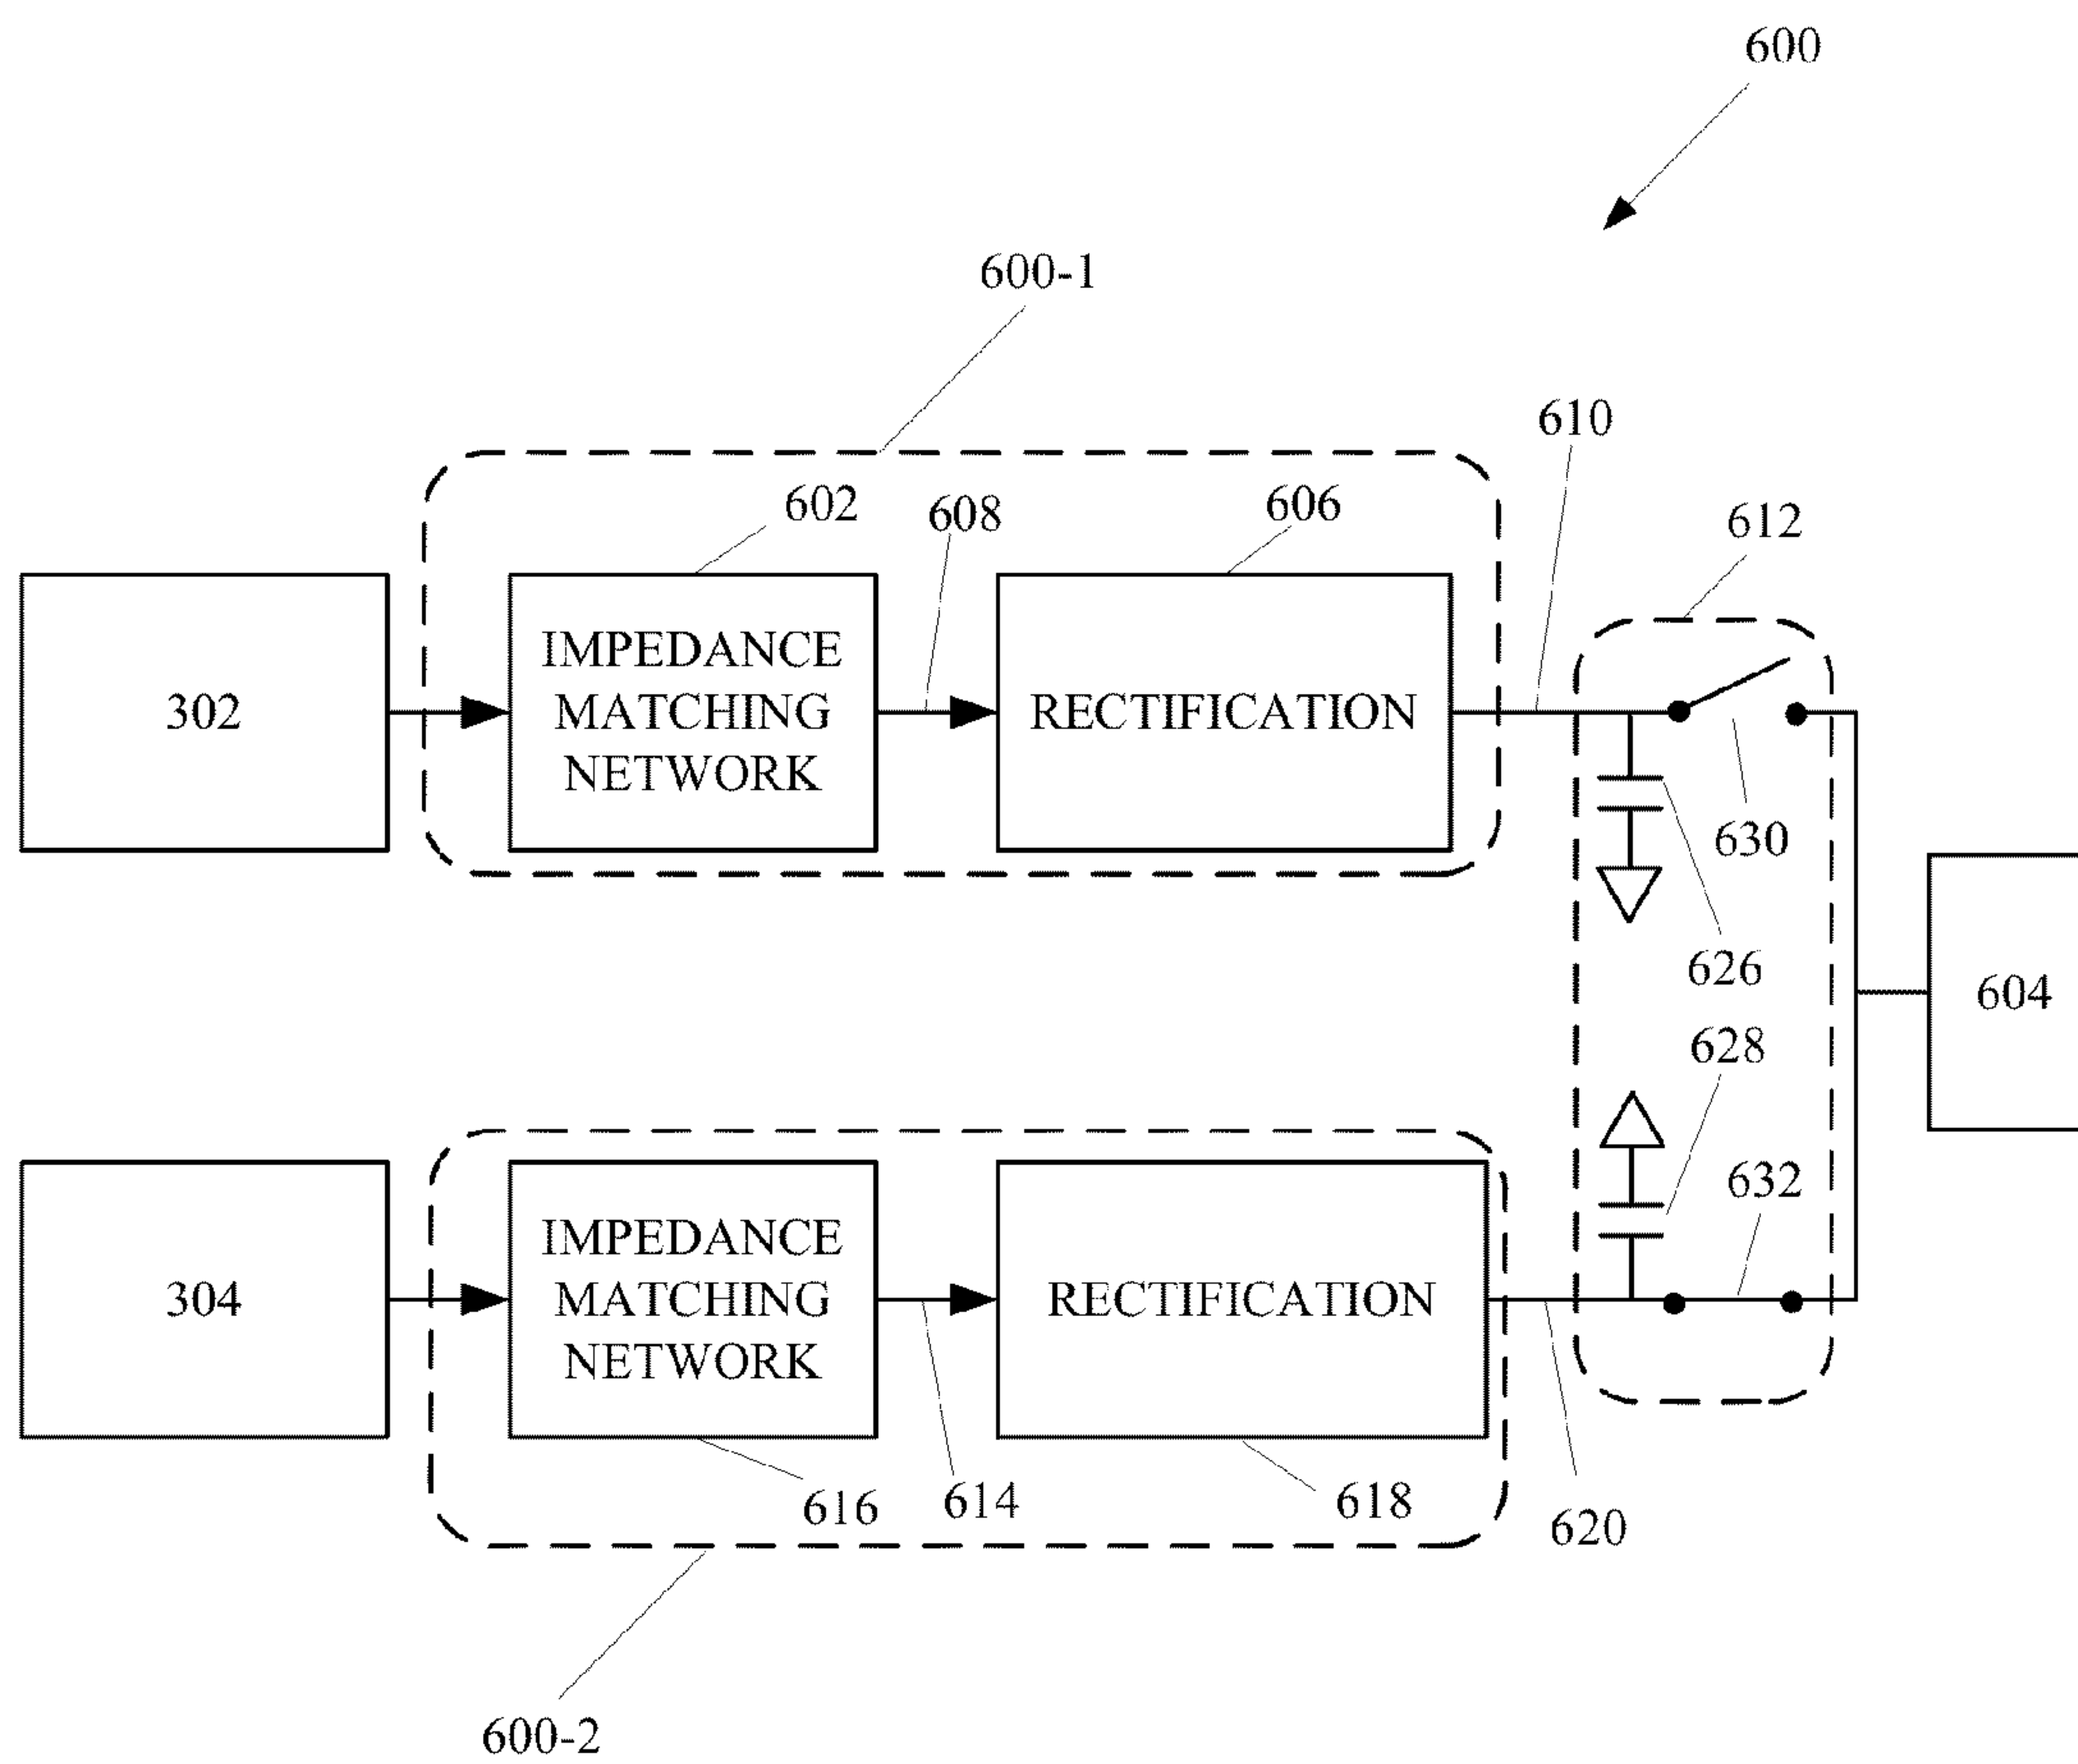 600
600-1
610
602
608
606
612
302
IMPEDANCE
MATCHING
NETWORK
RECTIFICATION
630
626
604
628
632
304
IMPEDANCE
MATCHING
NETWORK
RECTIFICATION
616
614
618
620
600-2